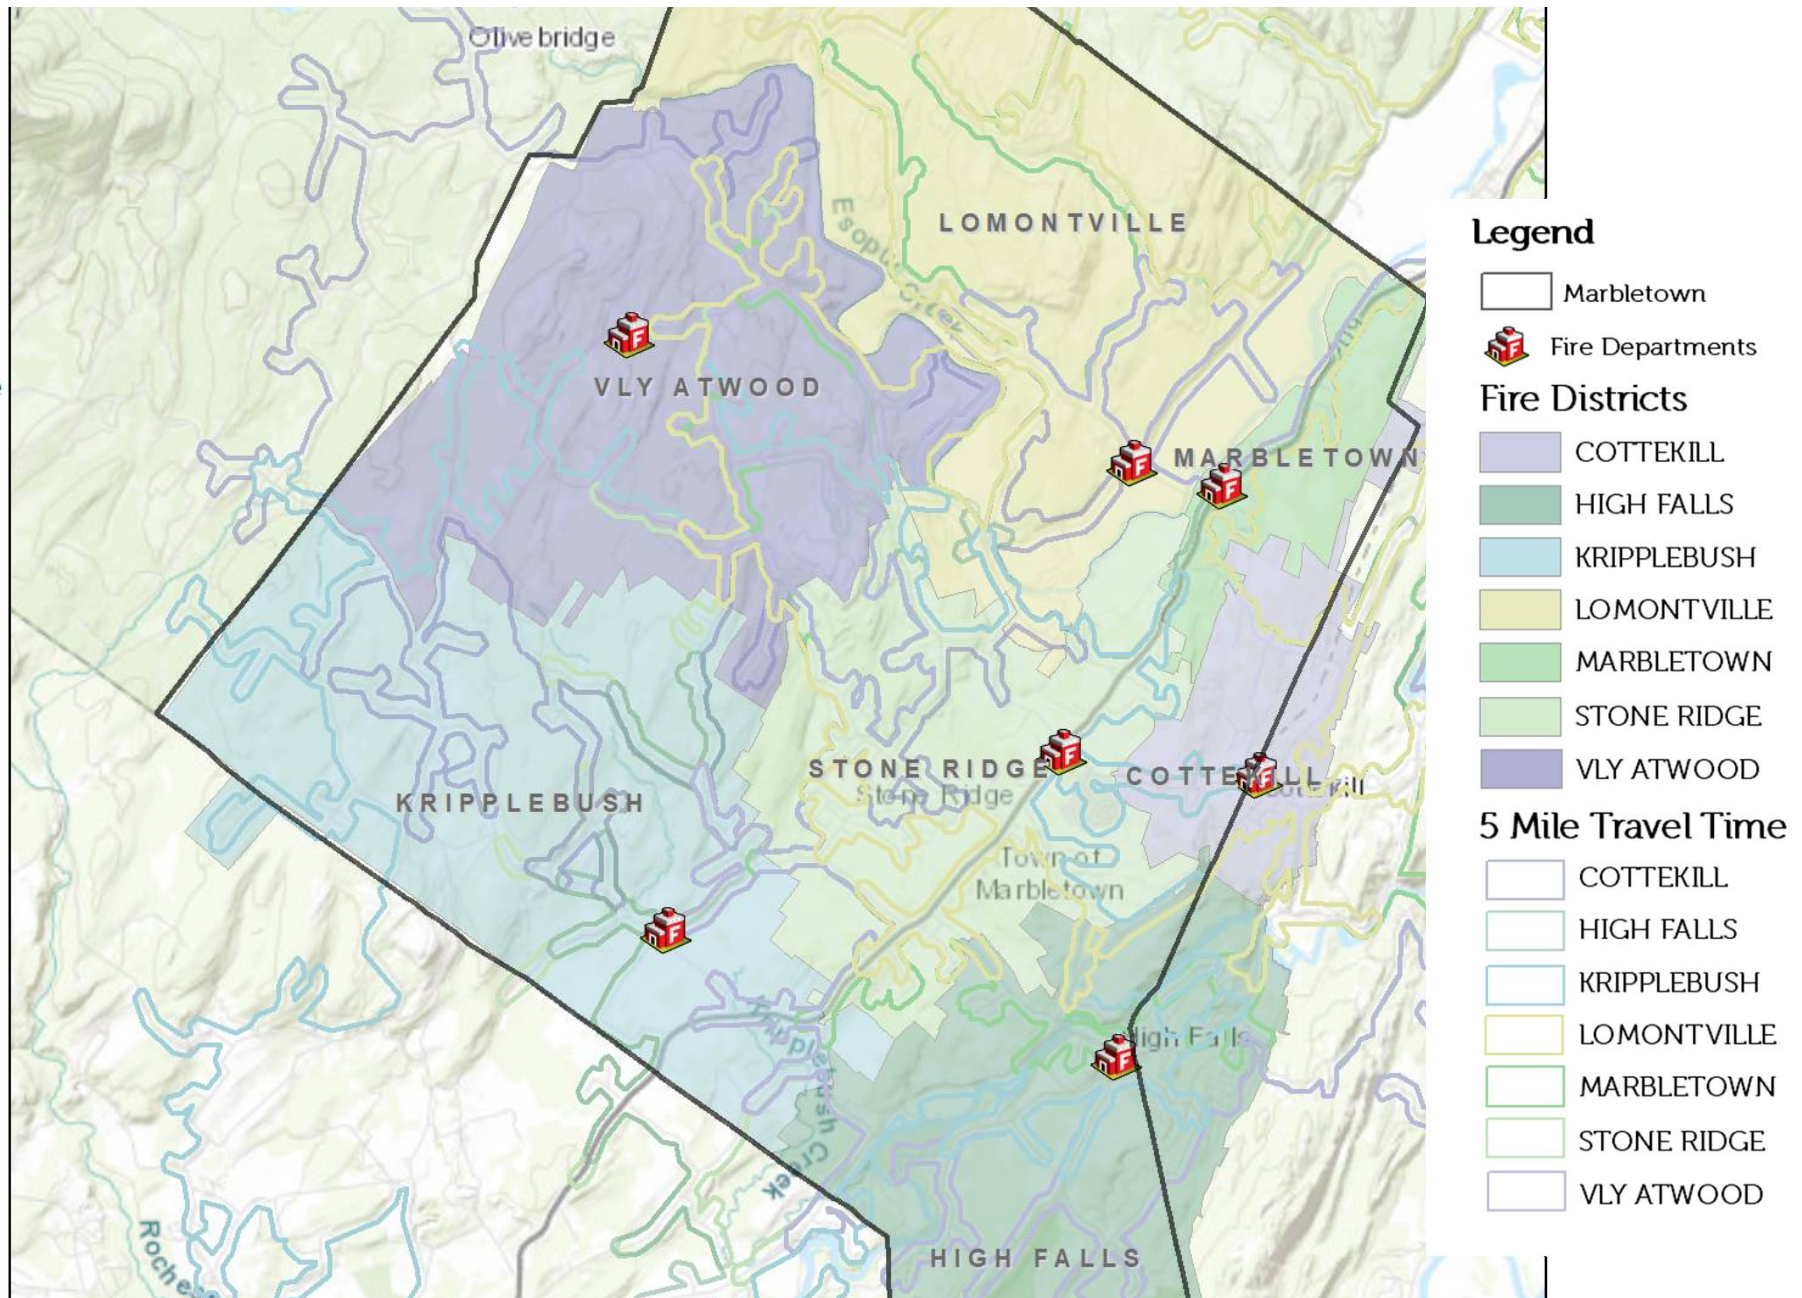 Olivebridge
LOMONTVILLE
VLY ATWOOD
MARBLETOWN
STONE RIDGE
Stone Ridge
COTTEKILL
KRIPPLEBUSH
Town of
Marbletown
High Falls
HIGH FALLS
Legend
Marbletown
Fire Departments
Fire Districts
COTTEKILL
HIGH FALLS
KRIPPLEBUSH
LOMONTVILLE
MARBLETOWN
STONE RIDGE
VLY ATWOOD
5 Mile Travel Time
COTTEKILL
HIGH FALLS
KRIPPLEBUSH
LOMONTVILLE
MARBLETOWN
STONE RIDGE
VLY ATWOOD